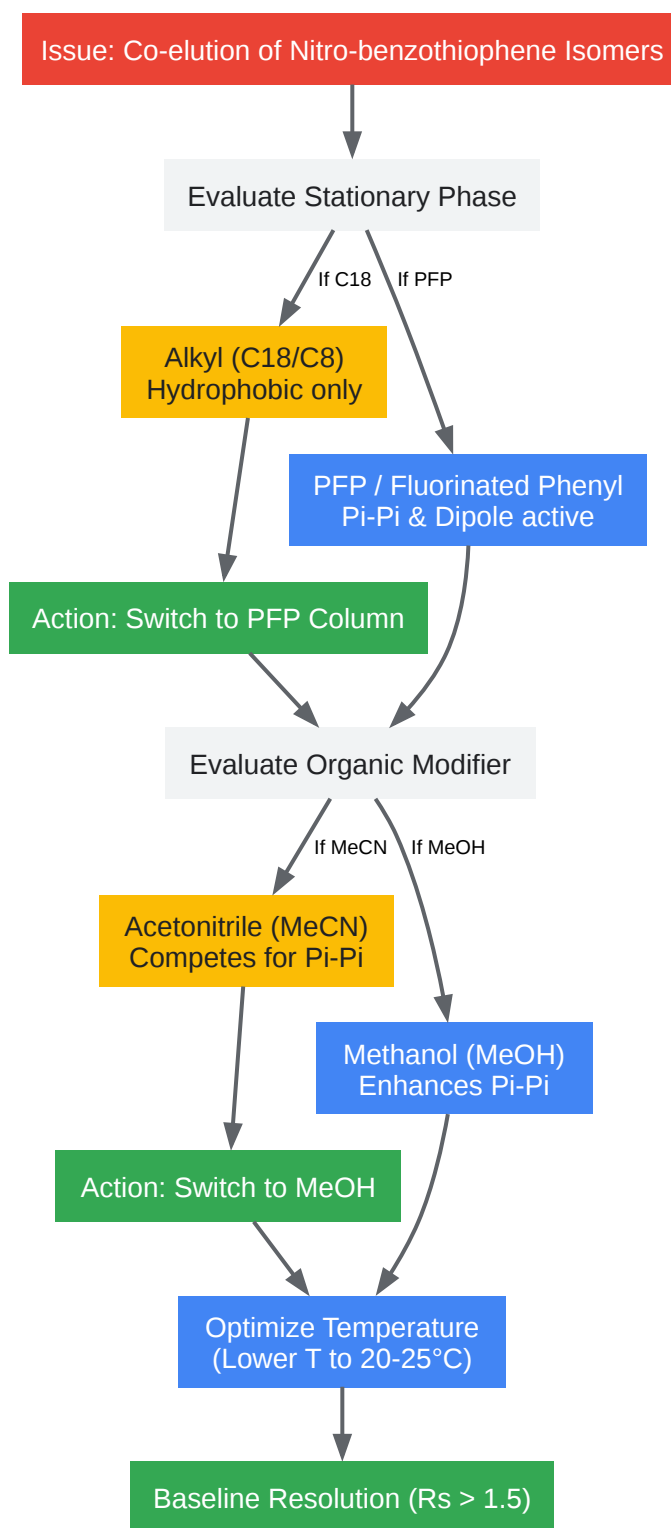 Issue: Co-elution of Nitro-benzothiophene Isomers
Evaluate Stationary Phase
If C18
If PFP
Alkyl (C18/C8)
Hydrophobic only
PFP / Fluorinated Phenyl
Pi-Pi & Dipole active
Action: Switch to PFP Column
Evaluate Organic Modifier
If MeCN
If MeOH
Acetonitrile (MeCN)
Competes for Pi-Pi
Methanol (MeOH)
Enhances Pi-Pi
Action: Switch to MeOH
Optimize Temperature
(Lower T to 20-25°C)
Baseline Resolution (Rs > 1.5)